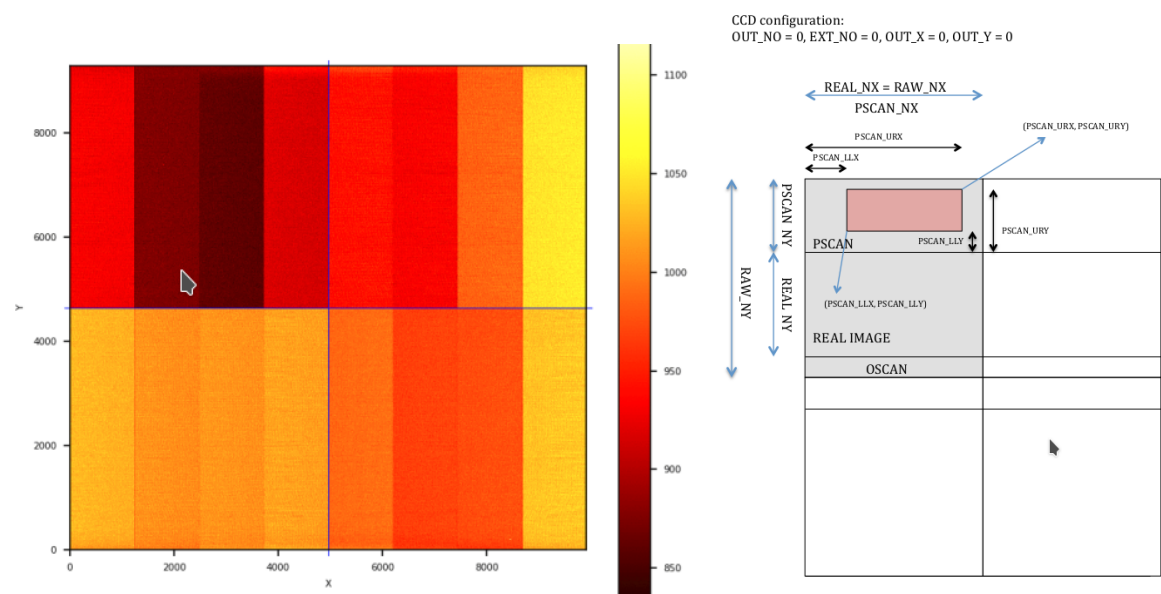 CCD configuration:
OUT_NO = 0, EXT_NO = 0, OUT_X = 0, OUT_Y = 0
8000
6000
4000
2000
0
Y
0
2000
4000
6000
8000
X
1100
1050
1000
950
900
850
REAL_NX = RAW_NX
PSCAN_NX
(PSCAN_URX, PSCAN_URY)
PSCAN_URX
PSCAN_LLX
PSCAN_NY
PSCAN
PSCAN_LLY
PSCAN_URY
RAW_NY
REAL_NY
(PSCAN_LLX, PSCAN_LLY)
REAL IMAGE
OSCAN